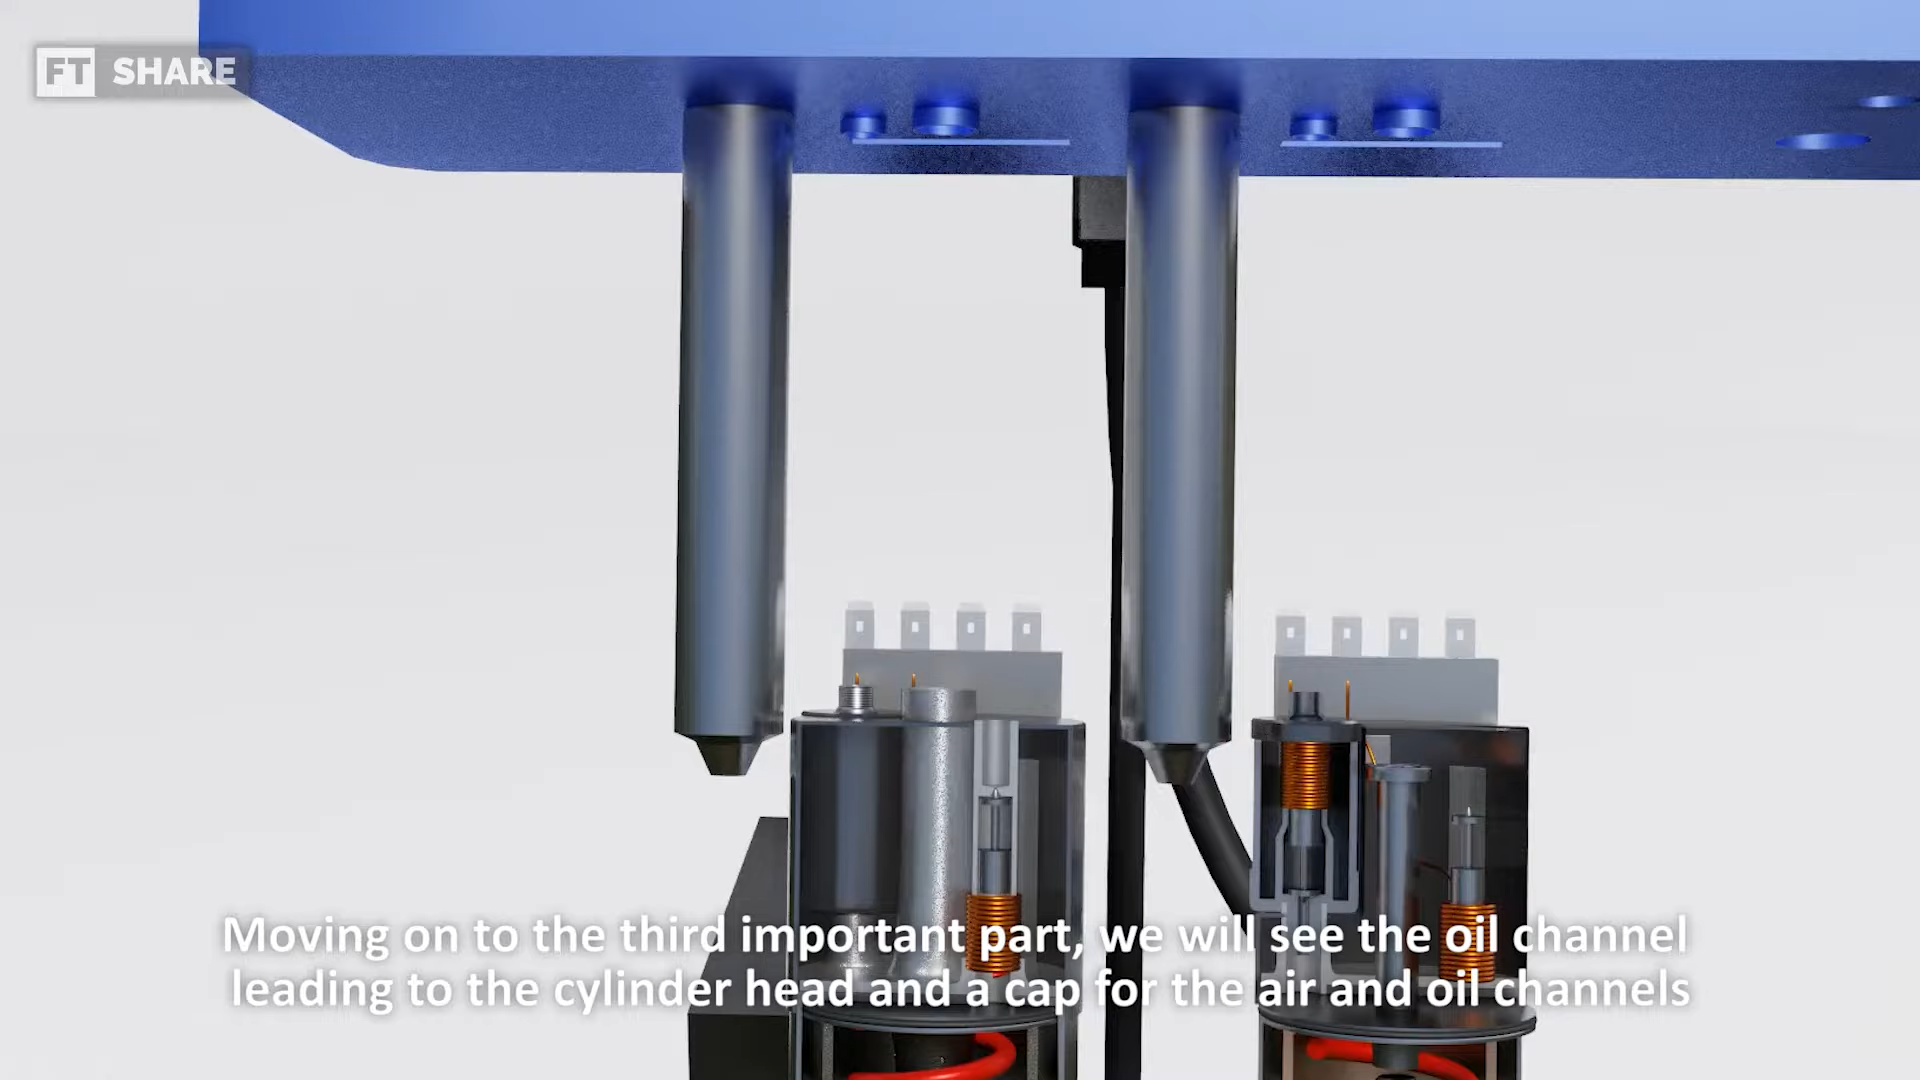 FT SHARE
Moving on to the third important part, we will see the oil channel
leading to the cylinder head and a cap for the air and oil channels